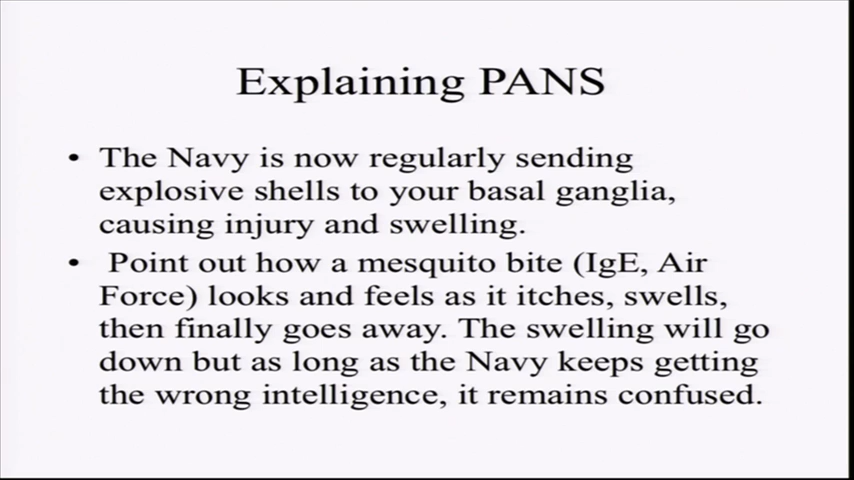 Explaining PANS
• The Navy is now regularly sending
explosive shells to your basal ganglia,
causing injury and swelling.
• Point out how a mesquito bite (IgE, Air
Force) looks and feels as it itches, swells,
then finally goes away. The swelling will go
down but as long as the Navy keeps getting
the wrong intelligence, it remains confused.